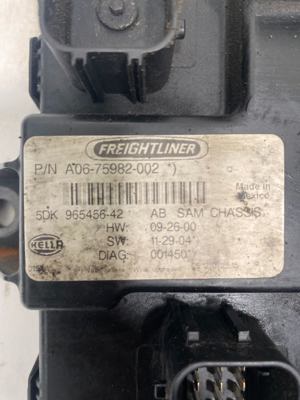 FREIGHTLINER
P/N A06-75982-002 *)
Made in
Mexico
5DK 965456-42 AB SAM CHASSIS
HW: 09-26-00
HELLA
SW: 11-29-04
DIAG: 001450